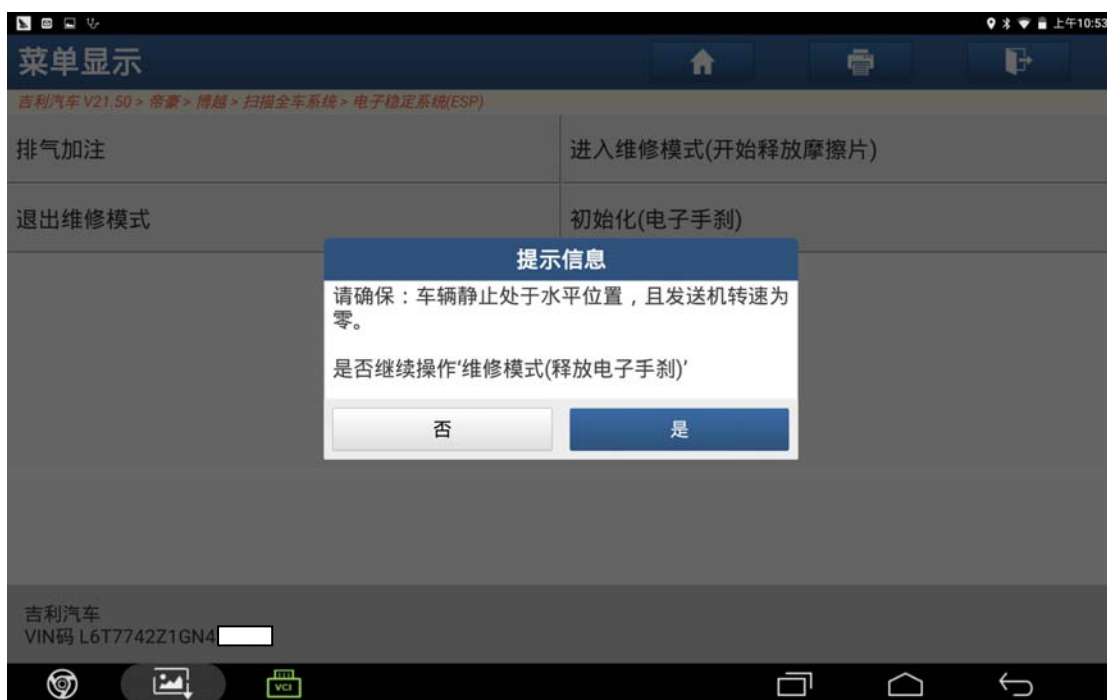 上午10:53
菜单显示
吉利汽车 V21.50 > 帝豪 > 博越 > 扫描全车系统 > 电子稳定系统(ESP)
排气加注
进入维修模式(开始释放摩擦片)
退出维修模式
初始化(电子手刹)
提示信息
请确保：车辆静止处于水平位置，且发送机转速为
零。
是否继续操作'维修模式(释放电子手刹)'
否
是
吉利汽车
VIN码 L6T7742Z1GN4
VCI